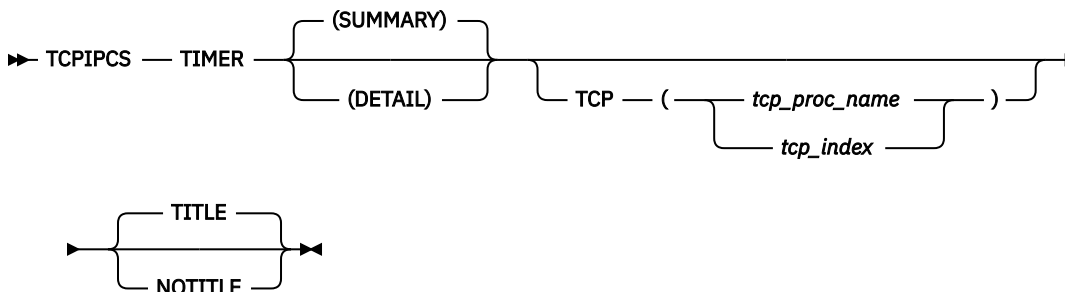 (SUMMARY)
TCPIPCS TIMER
(DETAIL) TCP ( tcp_proc_name )
tcp_index
TITLE
NOTITLE